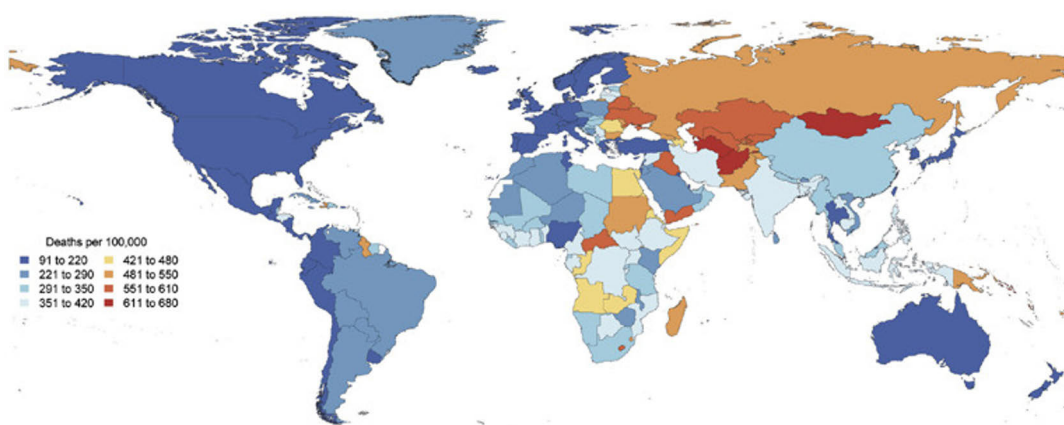 Deaths per 100,000
91 to 220 421 to 480
221 to 290 481 to 550
291 to 350 551 to 610
351 to 420 611 to 680